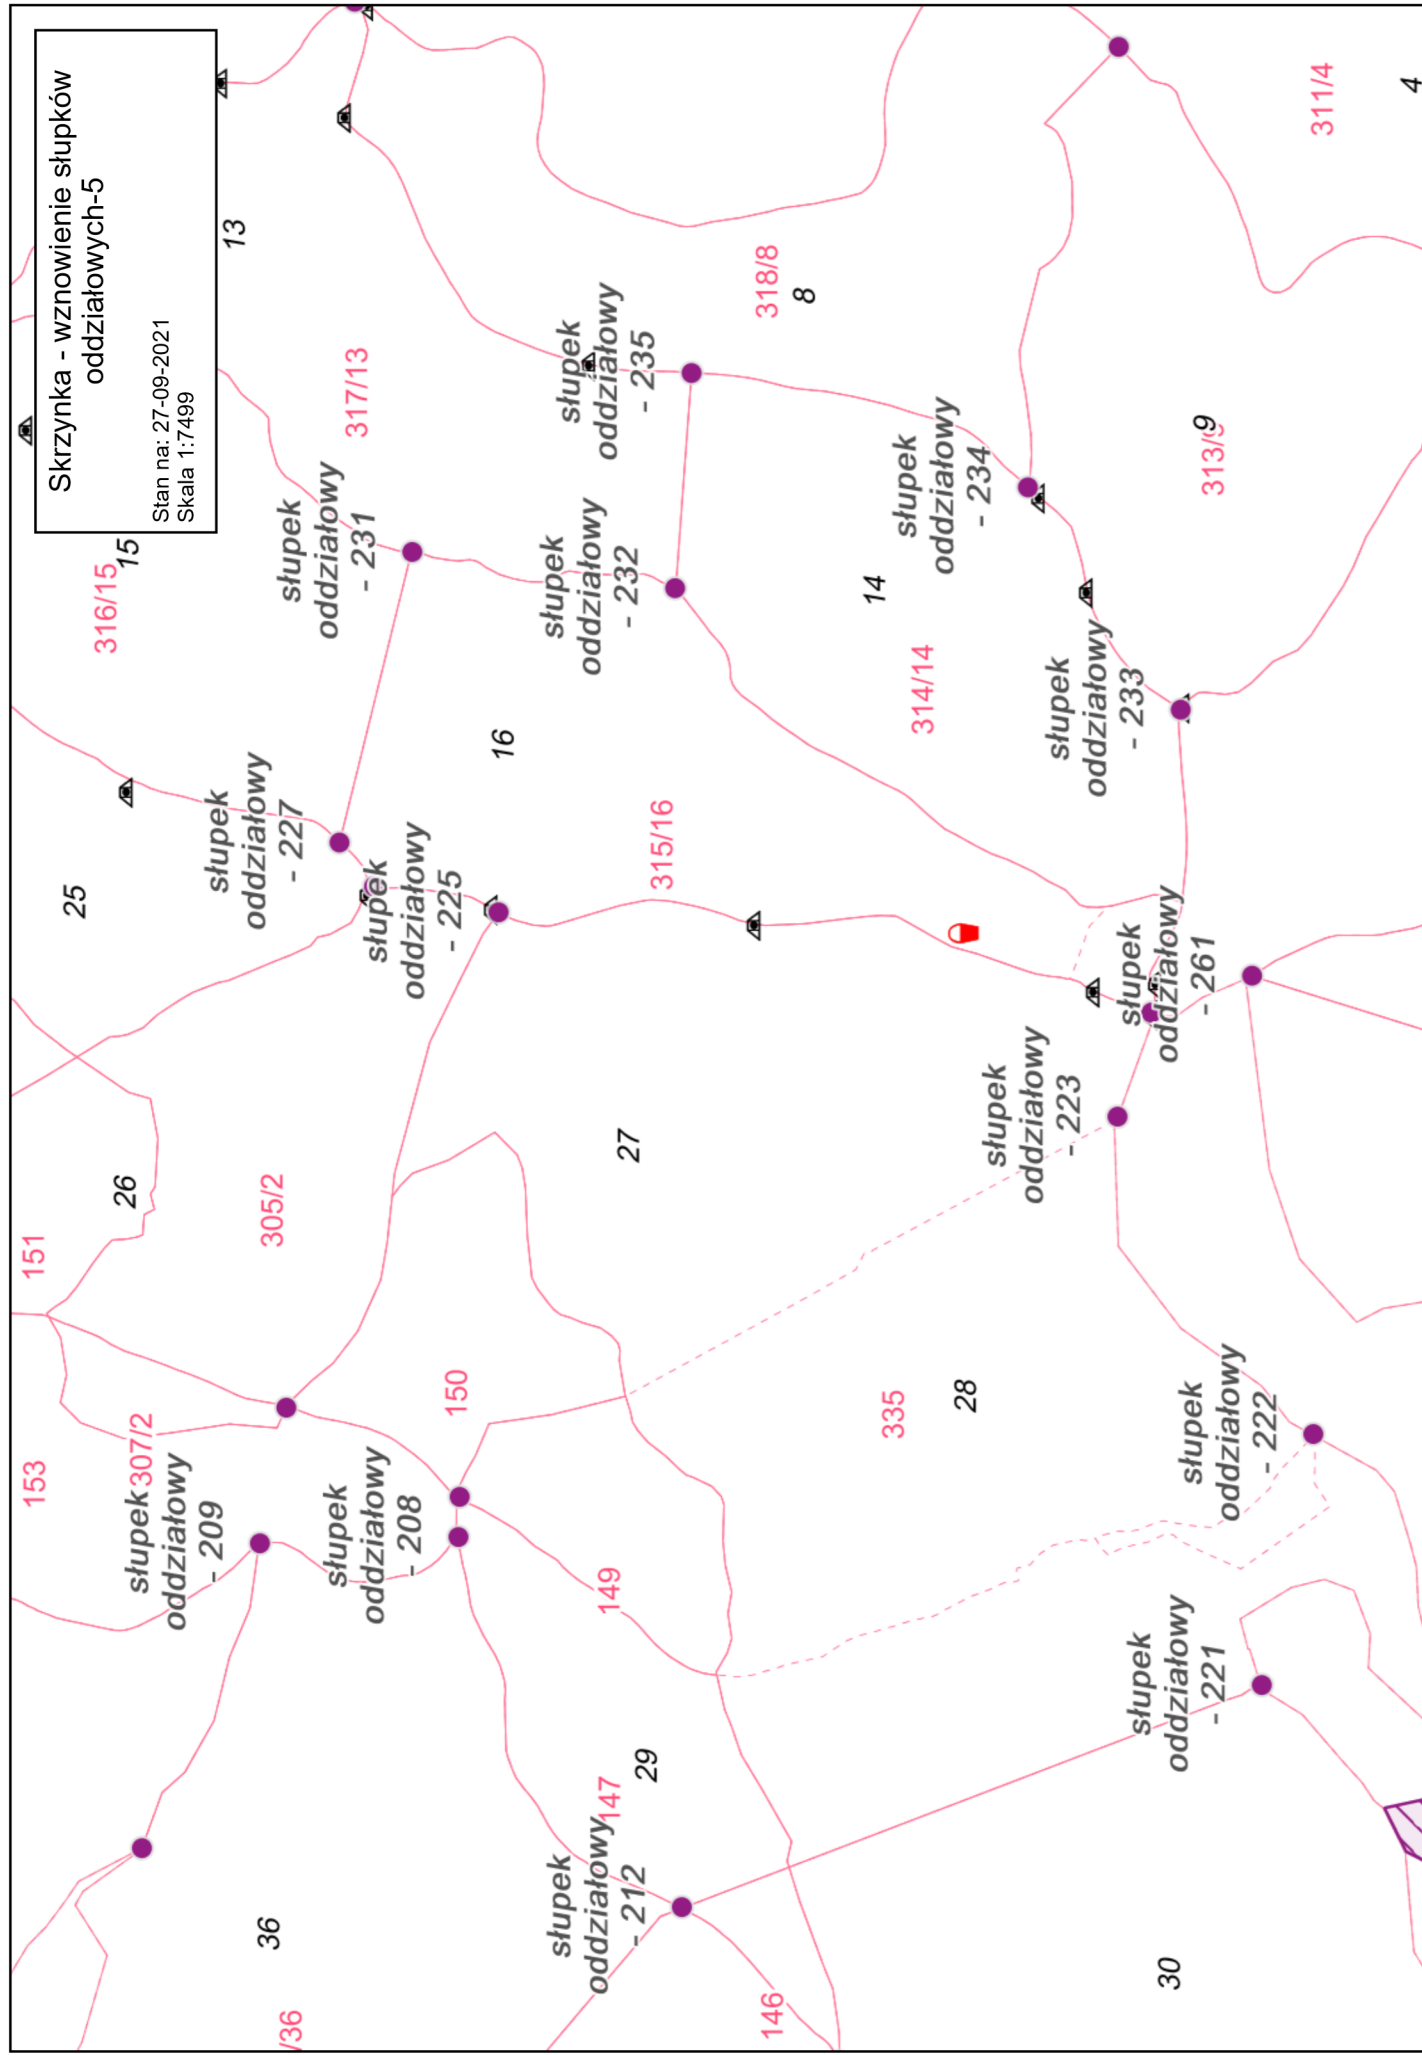 Skrzynka - wznowienie słupków
oddziałowych-5
Stan na: 27-09-2021
Skala 1:7499
153
151
307/2
26
25
316/15
15
słupek
oddziałowy
- 209
słupek
oddziałowy
- 227
13
/36
36
305/2
słupek
oddziałowy
- 231
317/13
słupek
oddziałowy
- 208
150
słupek
oddziałowy
- 225
16
słupek
oddziałowy
- 212
147
29
149
27
315/16
słupek
oddziałowy
- 232
słupek
oddziałowy
- 235
146
318/8
8
335
28
314/14
14
słupek
oddziałowy
- 234
słupek
oddziałowy
- 223
słupek
oddziałowy
- 233
30
słupek
oddziałowy
- 221
słupek
oddziałowy
- 222
słupek
oddziałowy
- 261
313/9
9
311/4
4